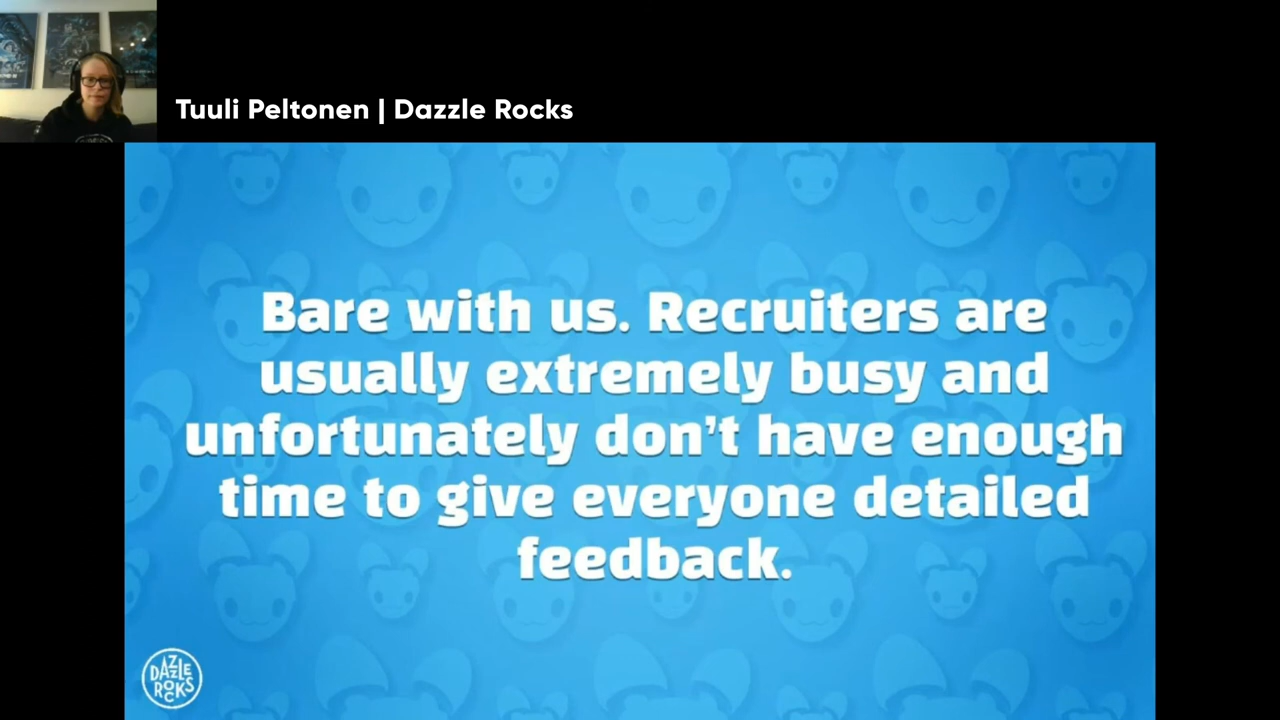 Tuuli Peltonen | Dazzle Rocks
Bare with us. Recruiters are
usually extremely busy and
unfortunately don't have enough
time to give everyone detailed
feedback.
DAZZLE
ROCKS